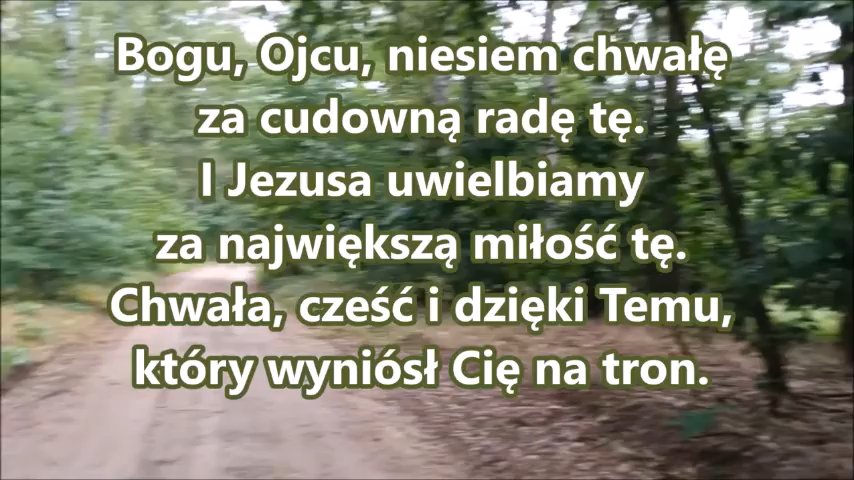 Bogu, Ojcu, niesiem chwałę
za cudowną radę tę.
I Jezusa uwielbiamy
za największą miłość tę.
Chwała, cześć i dzięki Temu,
który wyniósł Cię na tron.